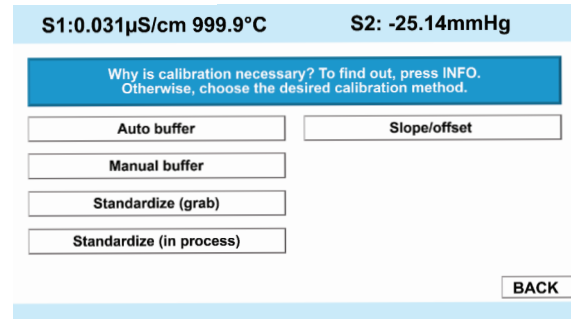 S1:0.031µS/cm 999.9°C S2: -25.14mmHg
Why is calibration necessary? To find out, press INFO.
Otherwise, choose the desired calibration method.
Auto buffer Slope/offset
Manual buffer
Standardize (grab)
Standardize (in process)
BACK